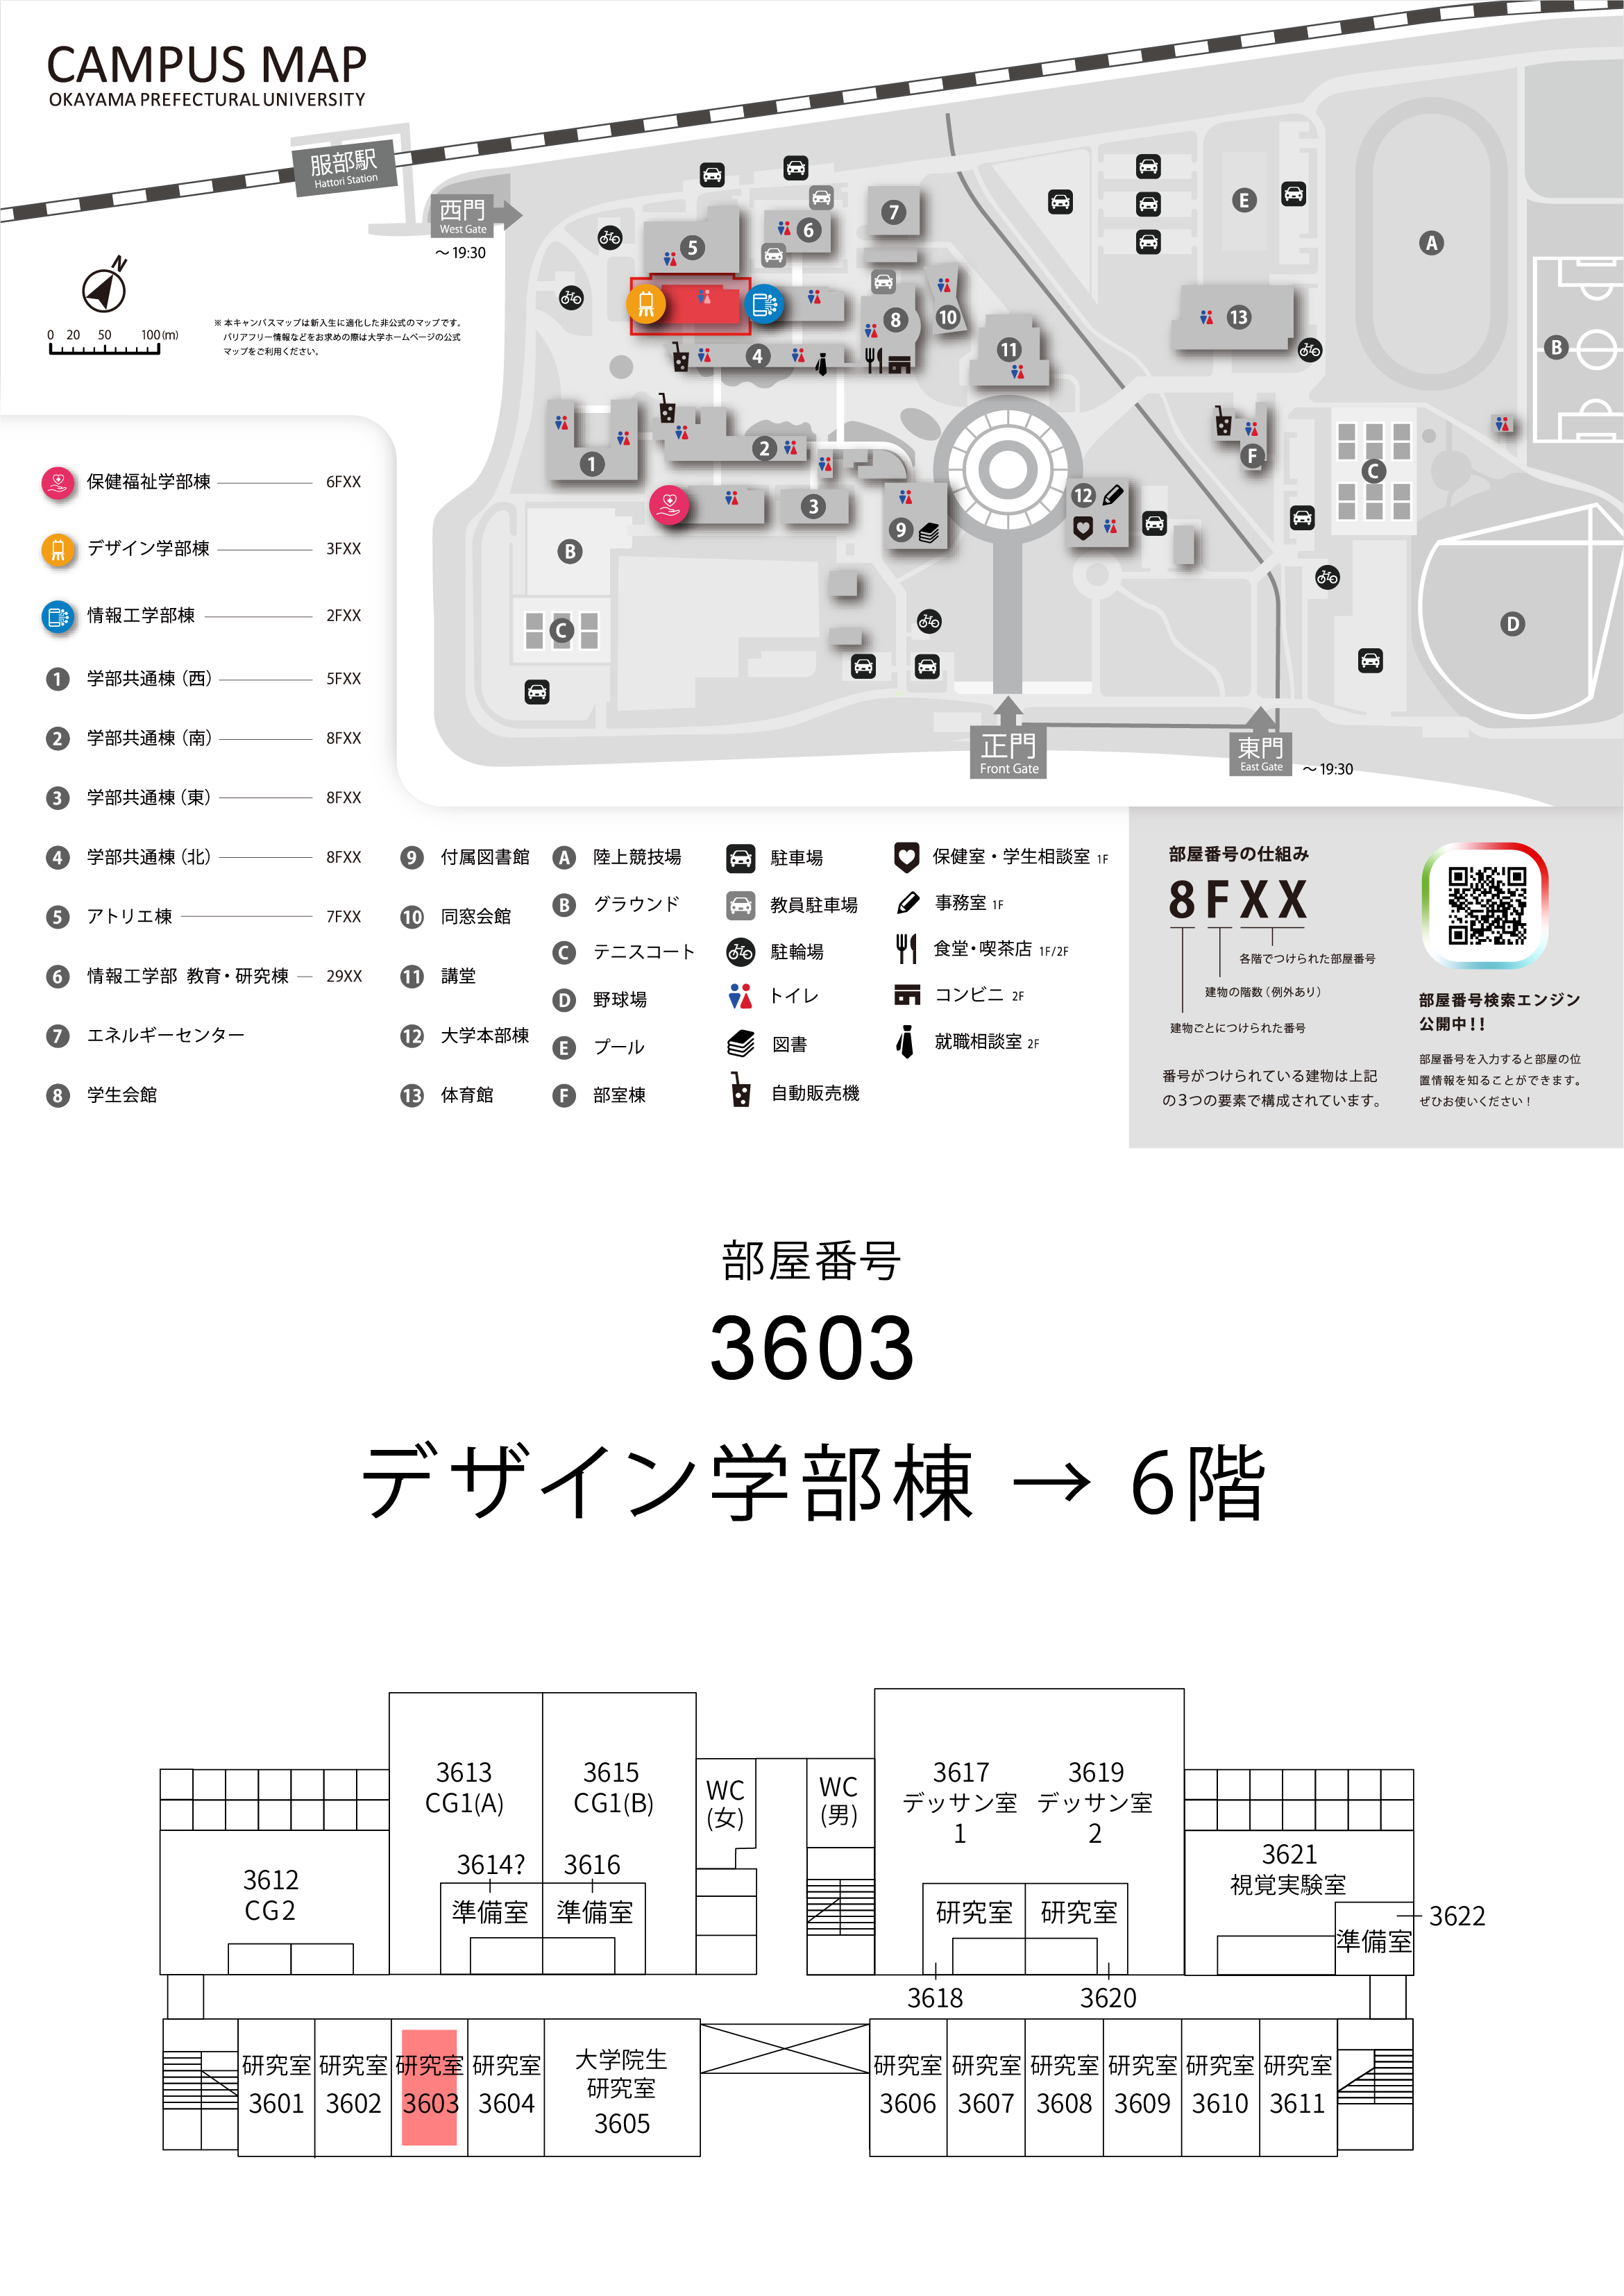 CAMPUS MAP
OKAYAMA PREFECTURAL UNIVERSITY
服部駅
Hattori Station
西門
West Gate
～19:30
N
0 20 50 100(m)
※ 本キャンパスマップは新入生に適化した非公式のマップです。
バリアフリー情報などをお求めの際は大学ホームページの公式
マップをご利用ください。
7
6
5
E
A
8
10
13
11
4
B
2
1
F
C
3
12
9
B
C
D
正門
Front Gate
東門
East Gate
～19:30
保健福祉学部棟 6FXX
デザイン学部棟 3FXX
情報工学部棟 2FXX
1 学部共通棟（西） 5FXX
2 学部共通棟（南） 8FXX
3 学部共通棟（東） 8FXX
4 学部共通棟（北） 8FXX
5 アトリエ棟 7FXX
6 情報工学部 教育・研究棟 29XX
7 エネルギーセンター
8 学生会館
9 付属図書館
10 同窓会館
11 講堂
12 大学本部棟
13 体育館
A 陸上競技場
B グラウンド
C テニスコート
D 野球場
E プール
F 部室棟
駐車場
教員駐車場
駐輪場
トイレ
図書
自動販売機
保健室・学生相談室 1F
事務室 1F
食堂・喫茶店 1F/2F
コンビニ 2F
就職相談室 2F
部屋番号の仕組み
8FXX
各階でつけられた部屋番号
建物の階数（例外あり）
建物ごとにつけられた番号
番号がつけられている建物は上記
の３つの要素で構成されています。
部屋番号検索エンジン
公開中！！
部屋番号を入力すると部屋の位
置情報を知ることができます。
ぜひお使いください！
部屋番号
3603
デザイン学部棟 → 6階
3613
CG1(A)
3615
CG1(B)
WC
(女)
WC
(男)
3617
デッサン室
1
3619
デッサン室
2
3621
視覚実験室
3612
CG2
3614?
準備室
3616
準備室
研究室
研究室
準備室
3622
3618
3620
研究室
3601
研究室
3602
研究室
3603
研究室
3604
大学院生
研究室
3605
研究室
3606
研究室
3607
研究室
3608
研究室
3609
研究室
3610
研究室
3611